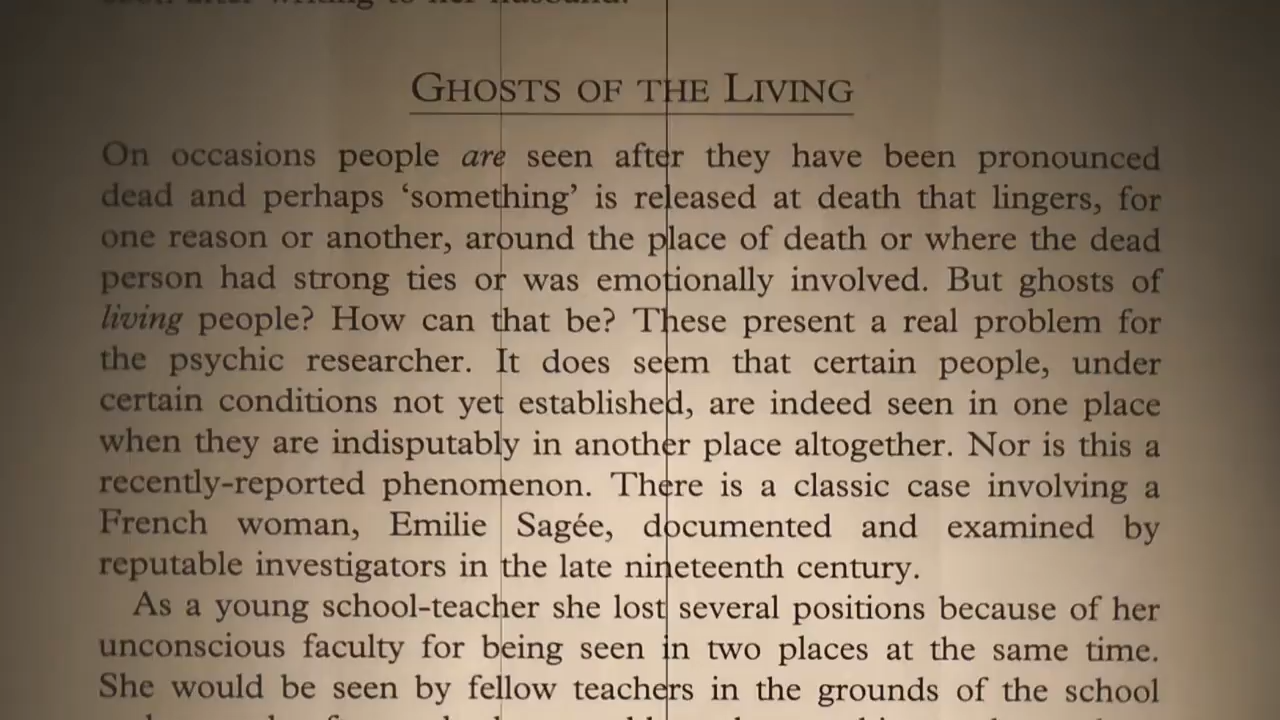 GHOSTS OF THE LIVING
On occasions people are seen after they have been pronounced
dead and perhaps ‘something’ is released at death that lingers, for
one reason or another, around the place of death or where the dead
person had strong ties or was emotionally involved. But ghosts of
living people? How can that be? These present a real problem for
the psychic researcher. It does seem that certain people, under
certain conditions not yet established, are indeed seen in one place
when they are indisputably in another place altogether. Nor is this a
recently-reported phenomenon. There is a classic case involving a
French woman, Emilie Sagée, documented and examined by
reputable investigators in the late nineteenth century.
As a young school-teacher she lost several positions because of her
unconscious faculty for being seen in two places at the same time.
She would be seen by fellow teachers in the grounds of the school